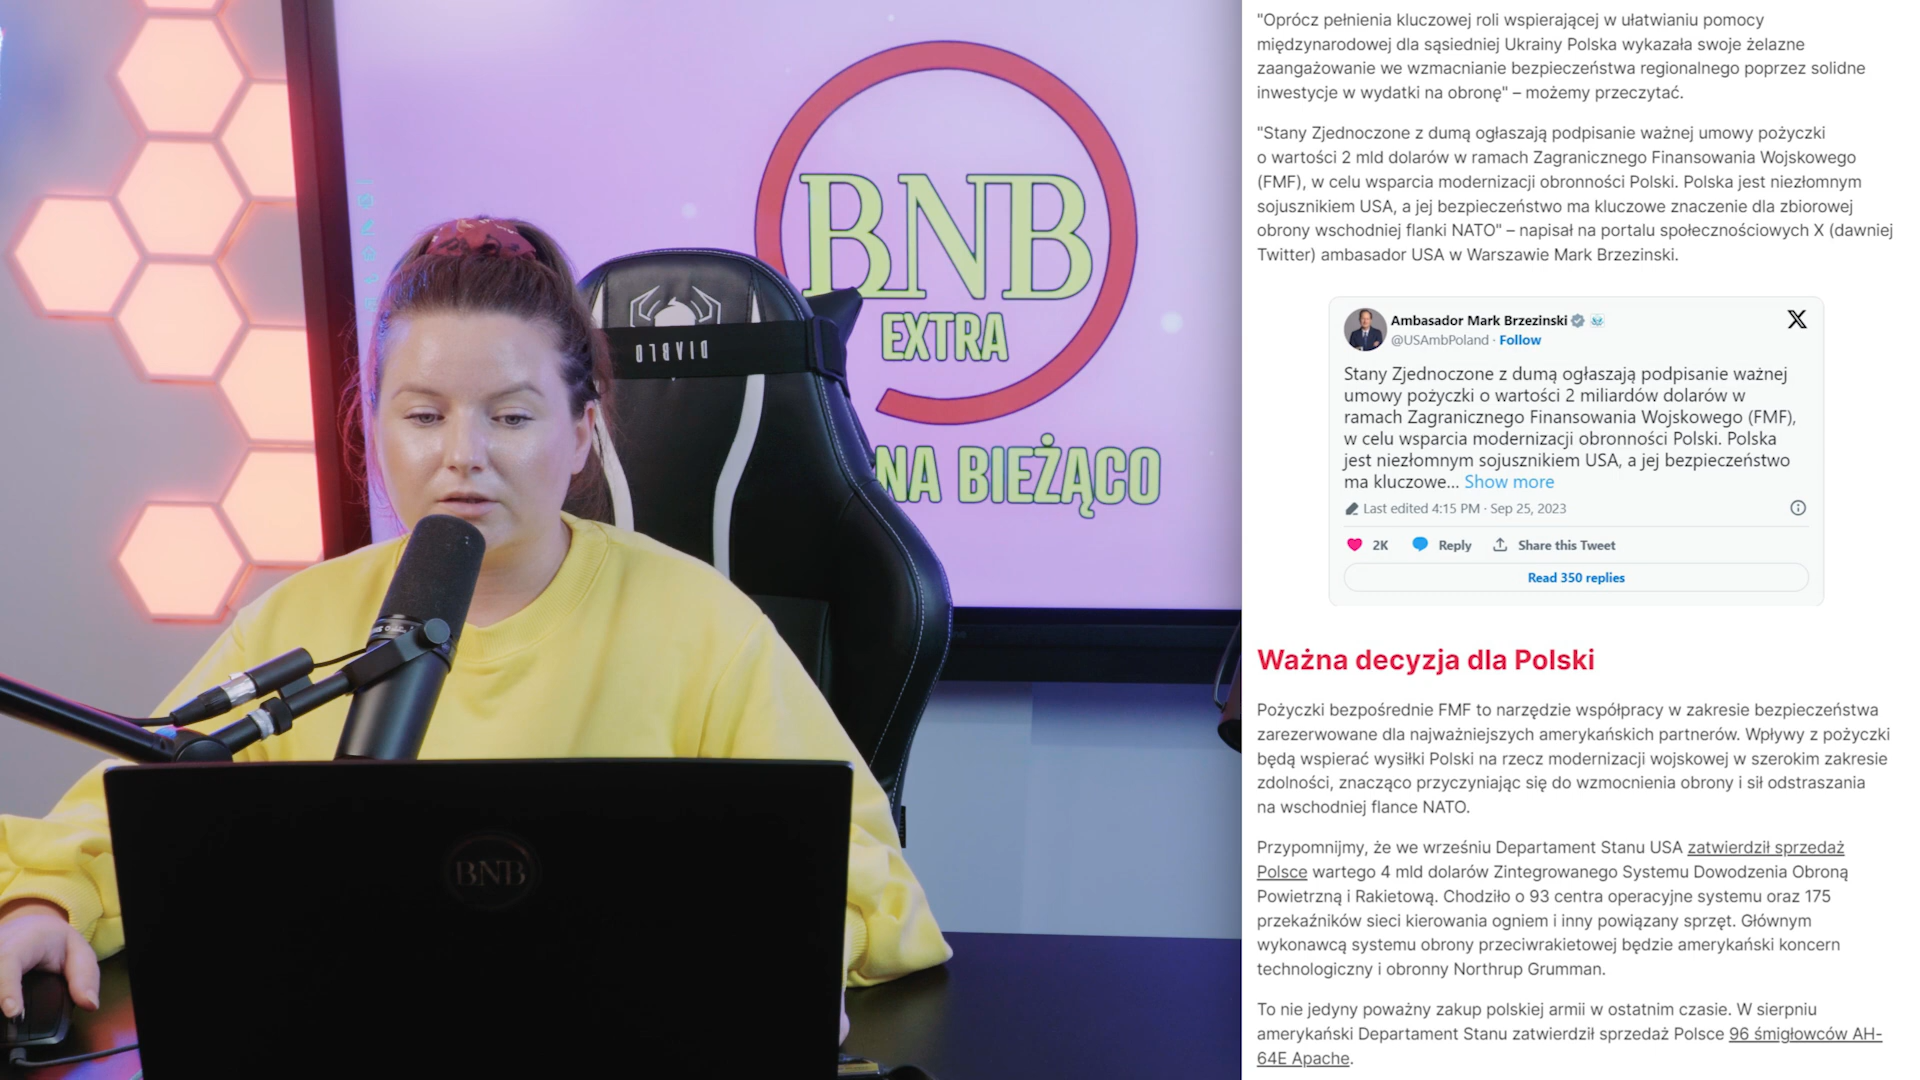 BNB
EXTRA
NA BIEŻĄCO
DIABLO
BNB
"Oprócz pełnienia kluczowej roli wspierającej w ułatwianiu pomocy
międzynarodowej dla sąsiedniej Ukrainy Polska wykazała swoje żelazne
zaangażowanie we wzmacnianie bezpieczeństwa regionalnego poprzez solidne
inwestycje w wydatki na obronę" – możemy przeczytać.
"Stany Zjednoczone z dumą ogłaszają podpisanie ważnej umowy pożyczki
o wartości 2 mld dolarów w ramach Zagranicznego Finansowania Wojskowego
(FMF), w celu wsparcia modernizacji obronności Polski. Polska jest niezłomnym
sojusznikiem USA, a jej bezpieczeństwo ma kluczowe znaczenie dla zbiorowej
obrony wschodniej flanki NATO" – napisał na portalu społecznościowych X (dawniej
Twitter) ambasador USA w Warszawie Mark Brzezinski.
Ambasador Mark Brzezinski
@USAmbPoland · Follow
Stany Zjednoczone z dumą ogłaszają podpisanie ważnej
umowy pożyczki o wartości 2 miliardów dolarów w
ramach Zagranicznego Finansowania Wojskowego (FMF),
w celu wsparcia modernizacji obronności Polski. Polska
jest niezłomnym sojusznikiem USA, a jej bezpieczeństwo
ma kluczowe... Show more
Last edited 4:15 PM · Sep 25, 2023
2K Reply Share this Tweet
Read 350 replies
Ważna decyzja dla Polski
Pożyczki bezpośrednie FMF to narzędzie współpracy w zakresie bezpieczeństwa
zarezerwowane dla najważniejszych amerykańskich partnerów. Wpływy z pożyczki
będą wspierać wysiłki Polski na rzecz modernizacji wojskowej w szerokim zakresie
zdolności, znacząco przyczyniając się do wzmocnienia obrony i sił odstraszania
na wschodniej flance NATO.
Przypomnijmy, że we wrześniu Departament Stanu USA zatwierdził sprzedaż
Polsce wartego 4 mld dolarów Zintegrowanego Systemu Dowodzenia Obroną
Powietrzną i Rakietową. Chodziło o 93 centra operacyjne systemu oraz 175
przekaźników sieci kierowania ogniem i inny powiązany sprzęt. Głównym
wykonawcą systemu obrony przeciwrakietowej będzie amerykański koncern
technologiczny i obronny Northrup Grumman.
To nie jedyny poważny zakup polskiej armii w ostatnim czasie. W sierpniu
amerykański Departament Stanu zatwierdził sprzedaż Polsce 96 śmigłowców AH-
64E Apache.